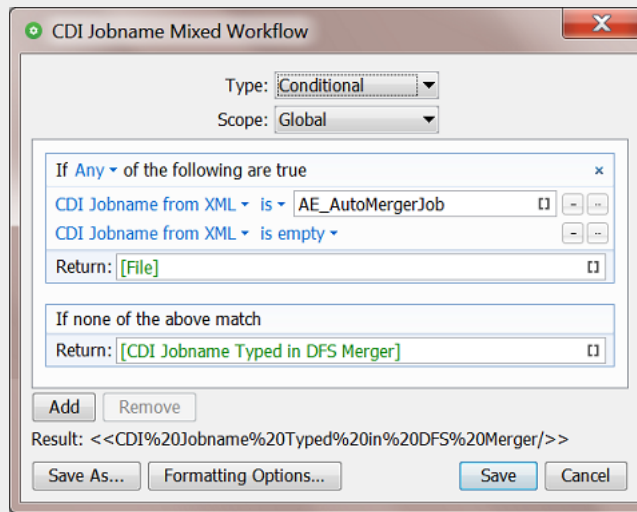 CDI Jobname Mixed Workflow
Type: Conditional
Scope: Global
If Any of the following are true
CDI Jobname from XML is AE_AutoMergerJob []
CDI Jobname from XML is empty
Return: [File] []
If none of the above match
Return: [CDI Jobname Typed in DFS Merger] []
Add Remove
Result: <<CDI%20Jobname%20Typed%20in%20DFS%20Merger/>>
Save As... Formatting Options... Save Cancel